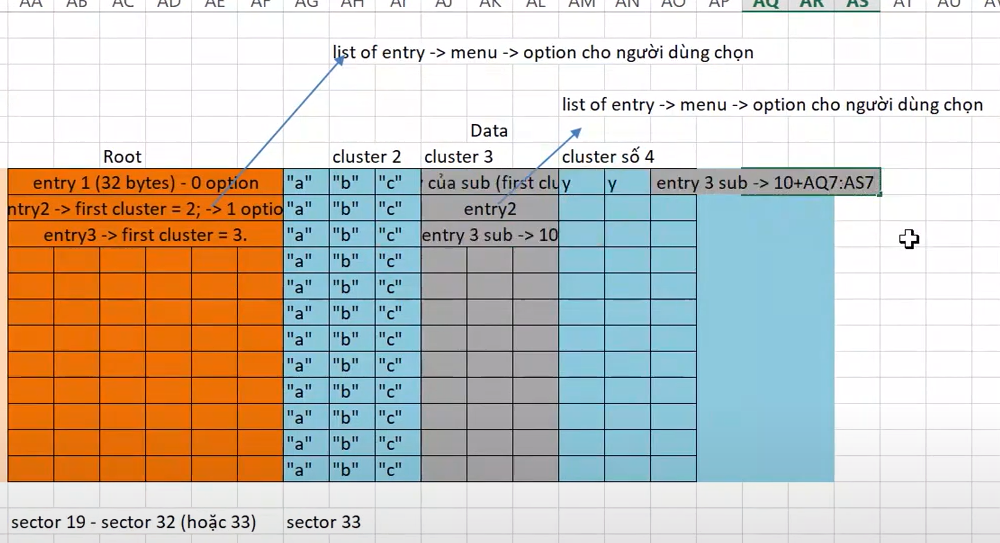 AA AB AC AD AE AF AG AH AI AJ AK AL AM AN AO AP AQ AR AS AT AU
list of entry -> menu -> option cho người dùng chọn
list of entry -> menu -> option cho người dùng chọn
Data
Root cluster 2 cluster 3 cluster số 4
entry 1 (32 bytes) - 0 option "a" "b" "c" của sub (first clu y y entry 3 sub -> 10+AQ7:AS7
ntry2 -> first cluster = 2; -> 1 optio "a" "b" "c" entry2
entry3 -> first cluster = 3. "a" "b" "c" entry 3 sub -> 10
"a" "b" "c"
"a" "b" "c"
"a" "b" "c"
"a" "b" "c"
"a" "b" "c"
"a" "b" "c"
"a" "b" "c"
"a" "b" "c"
"a" "b" "c"
sector 19 - sector 32 (hoặc 33) sector 33